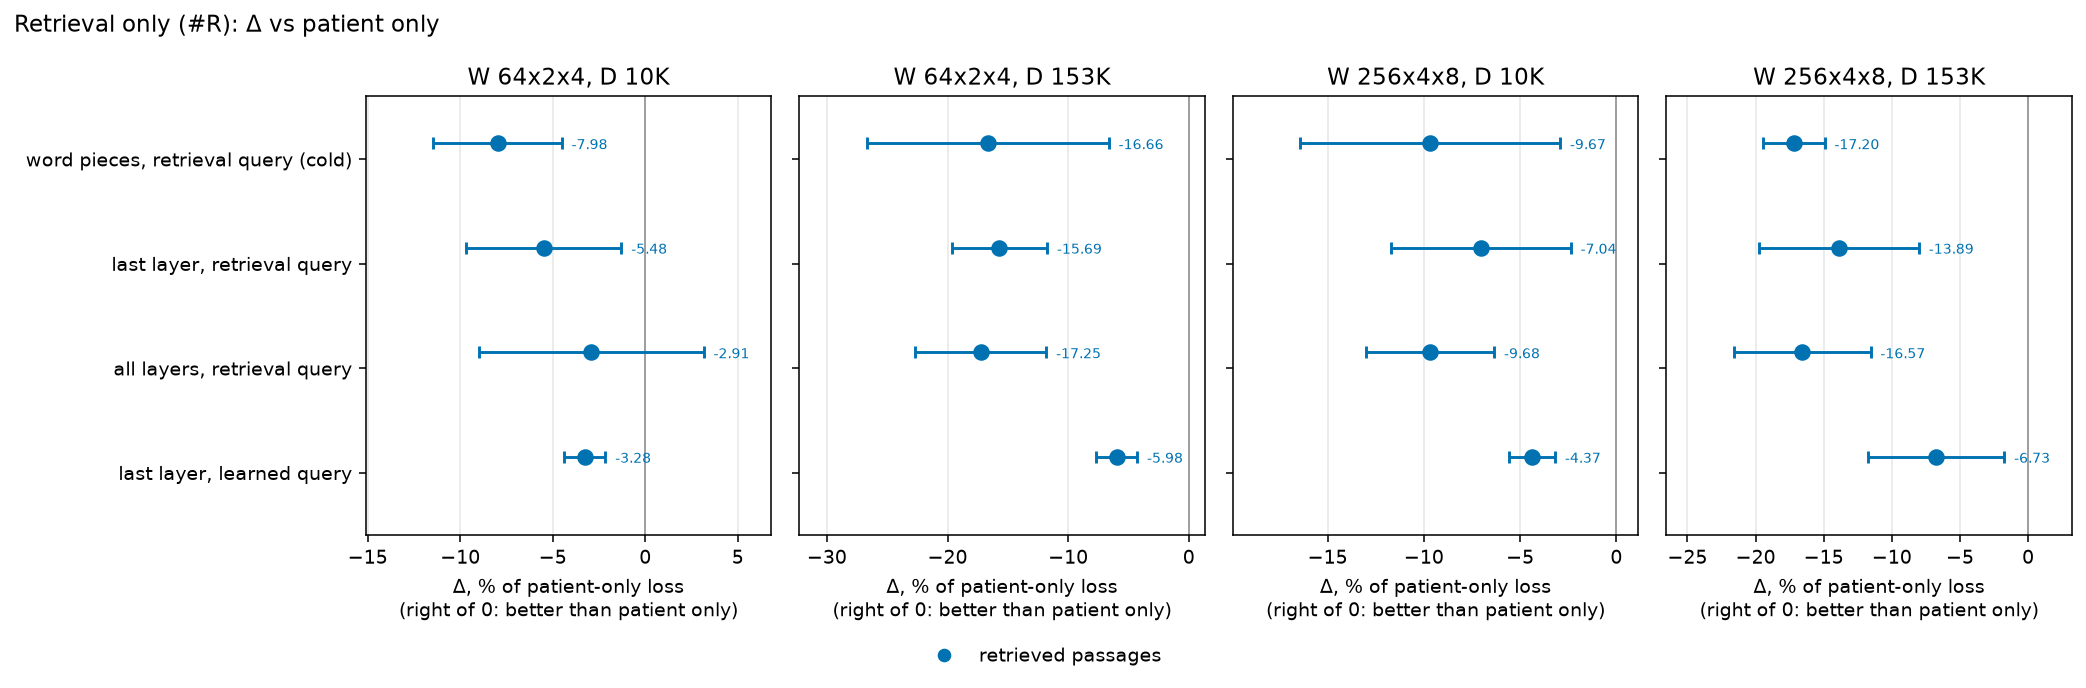 Retrieval only (#R): Δ vs patient only
W 64x2x4, D 10K
W 64x2x4, D 153K
W 256x4x8, D 10K
W 256x4x8, D 153K
word pieces, retrieval query (cold)
-7.98
-16.66
-9.67
-17.20
last layer, retrieval query
-5.48
-15.69
-7.04
-13.89
all layers, retrieval query
-2.91
-17.25
-9.68
-16.57
last layer, learned query
-3.28
-5.98
-4.37
-6.73
−15 −10 −5 0 5
−30 −20 −10 0
−15 −10 −5 0
−25 −20 −15 −10 −5 0
Δ, % of patient-only loss
(right of 0: better than patient only)
Δ, % of patient-only loss
(right of 0: better than patient only)
Δ, % of patient-only loss
(right of 0: better than patient only)
Δ, % of patient-only loss
(right of 0: better than patient only)
retrieved passages